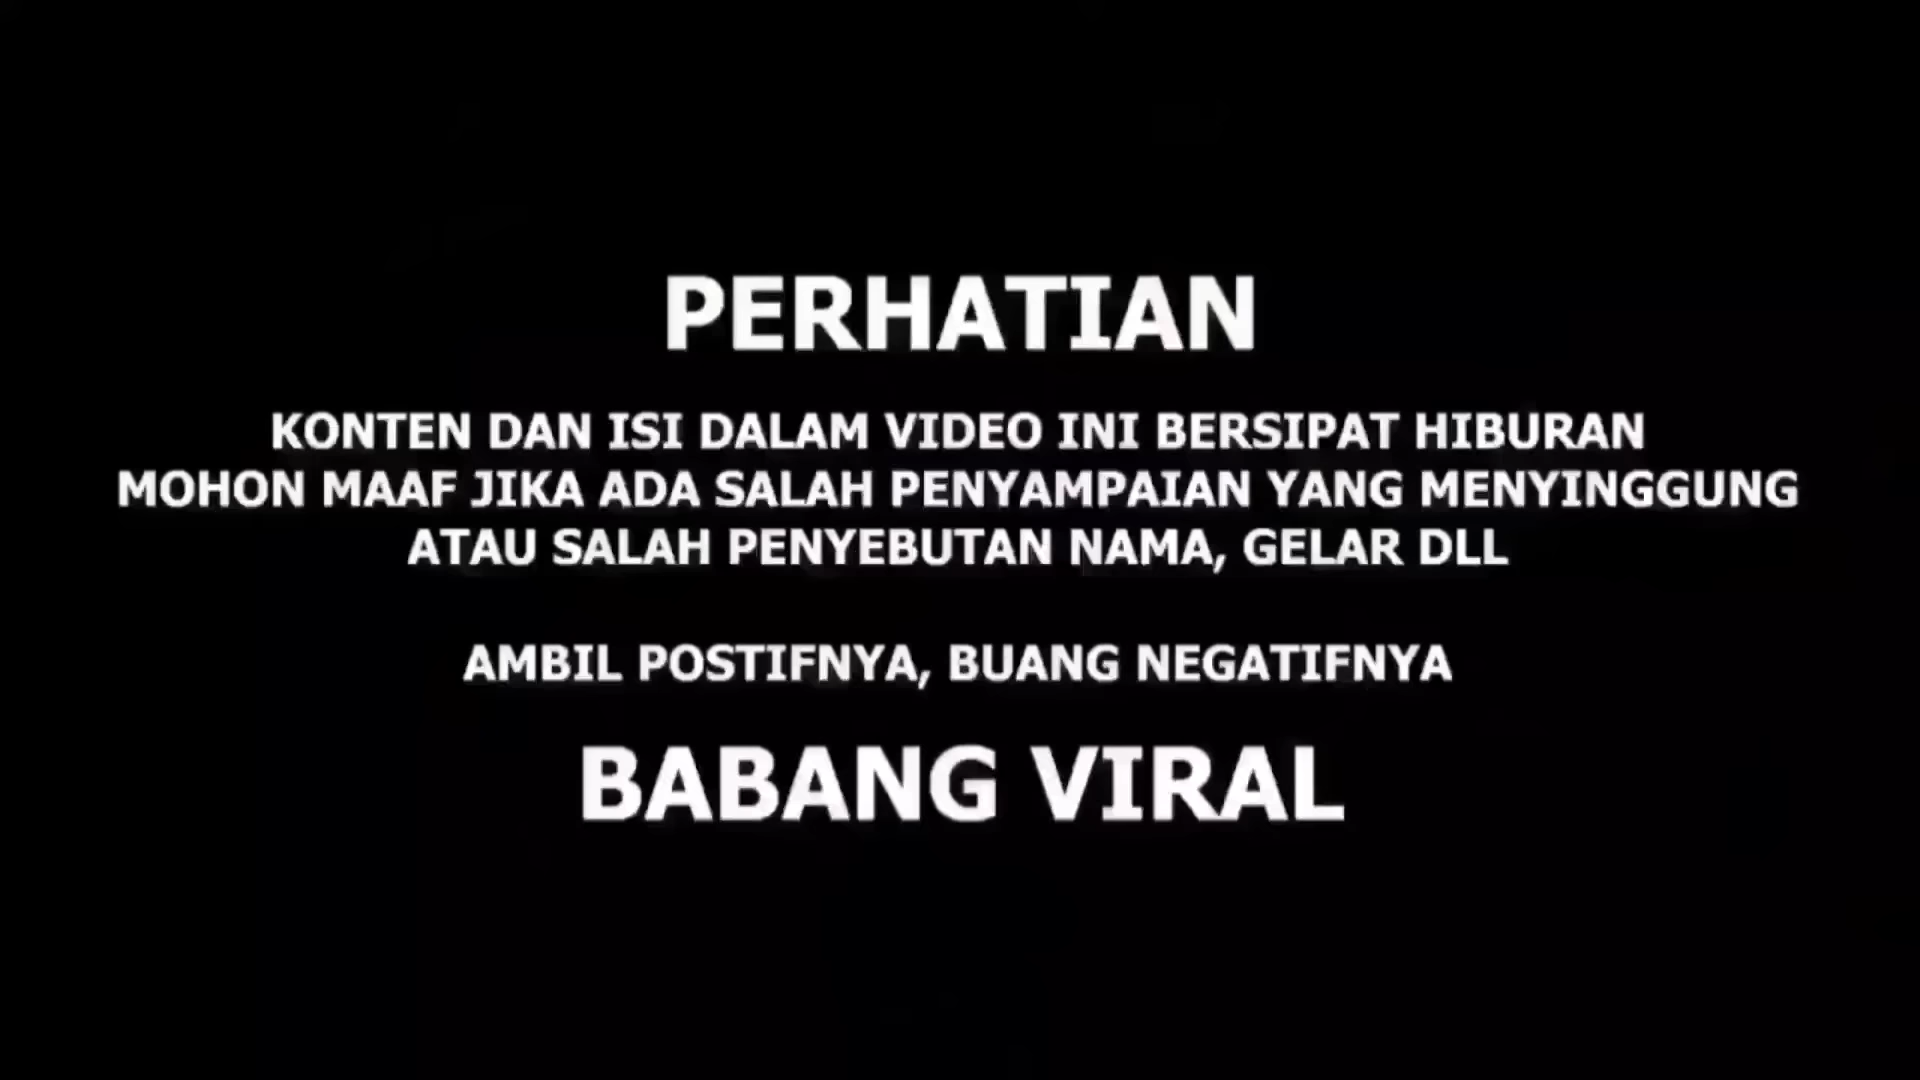 PERHATIAN
KONTEN DAN ISI DALAM VIDEO INI BERSIPAT HIBURAN
MOHON MAAF JIKA ADA SALAH PENYAMPAIAN YANG MENYINGGUNG
ATAU SALAH PENYEBUTAN NAMA, GELAR DLL
AMBIL POSTIFNYA, BUANG NEGATIFNYA
BABANG VIRAL